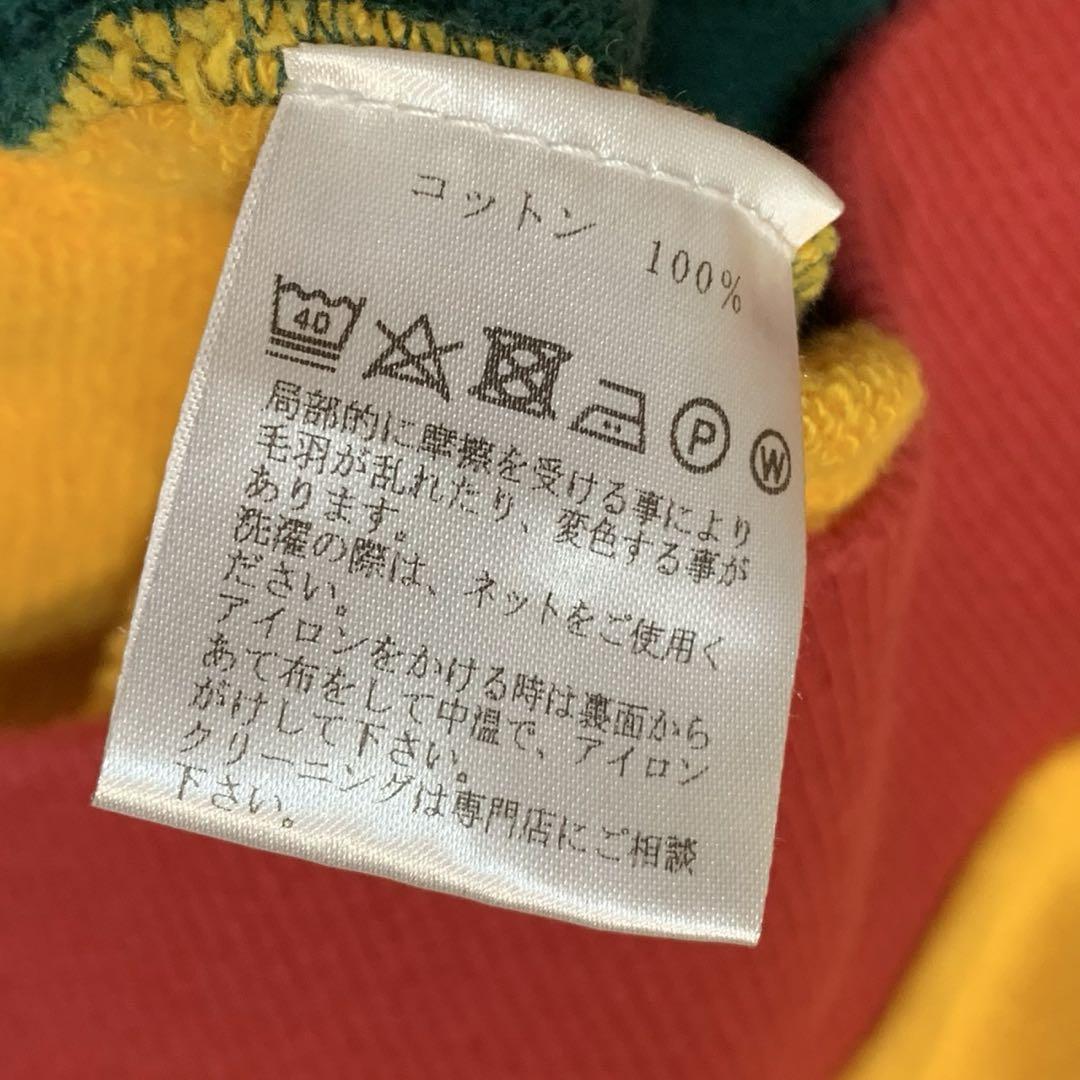 コットン 100%
40
P W
局部的に摩擦を受ける事により
毛羽が乱れたり、変色する事が
あります。
洗濯の際は、ネットをご使用く
ださい。
アイロンをかける時は裏面から
あて布をして中温で、アイロン
がけして下さい。
クリーニングは専門店にご相談
下さい。